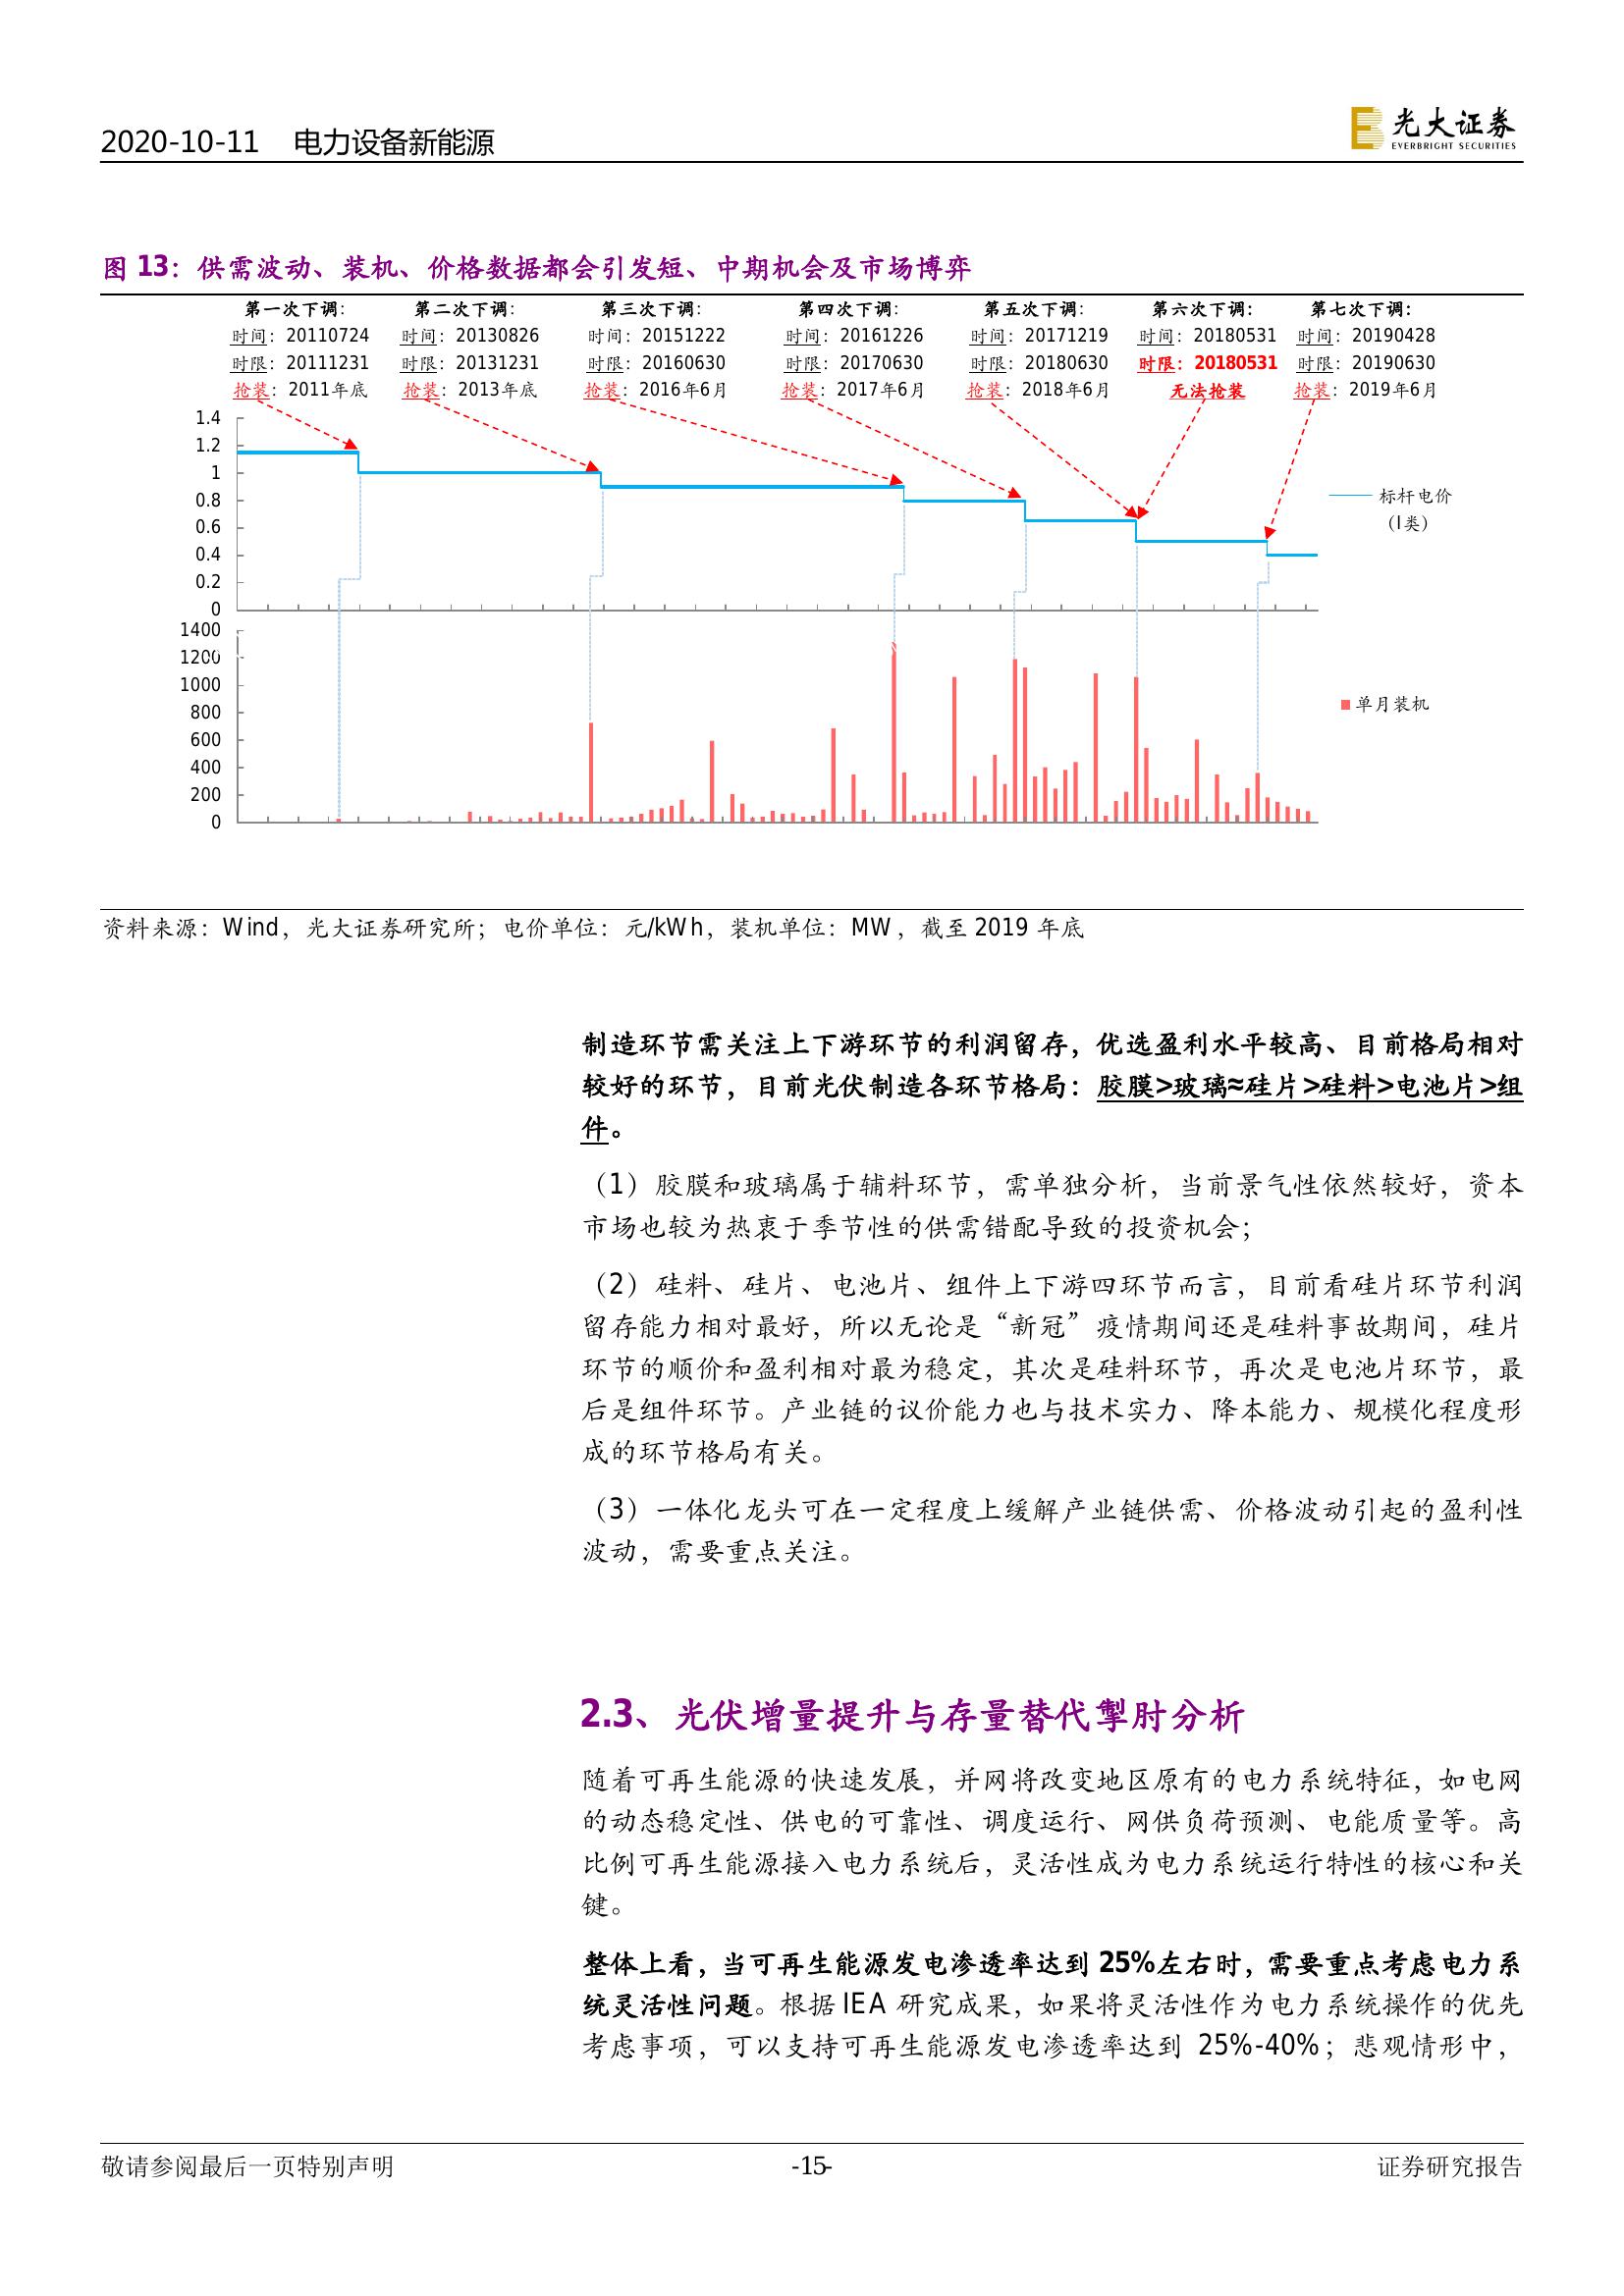 2020-10-11 电力设备新能源
光大证券
EVERBRIGHT SECURITIES
图 13：供需波动、装机、价格数据都会引发短、中期机会及市场博弈
第一次下调：
时间：20110724
时限：20111231
抢装：2011年底
第二次下调：
时间：20130826
时限：20131231
抢装：2013年底
第三次下调：
时间：20151222
时限：20160630
抢装：2016年6月
第四次下调：
时间：20161226
时限：20170630
抢装：2017年6月
第五次下调：
时间：20171219
时限：20180630
抢装：2018年6月
第六次下调：
时间：20180531
时限：20180531
无法抢装
第七次下调：
时间：20190428
时限：20190630
抢装：2019年6月
1.4
1.2
1
0.8
0.6
0.4
0.2
0
标杆电价
（I类）
1400
1200
1000
800
600
400
200
0
单月装机
资料来源：Wind，光大证券研究所；电价单位：元/kWh，装机单位：MW，截至 2019 年底
制造环节需关注上下游环节的利润留存，优选盈利水平较高、目前格局相对
较好的环节，目前光伏制造各环节格局：胶膜>玻璃≈硅片>硅料>电池片>组
件。
（1）胶膜和玻璃属于辅料环节，需单独分析，当前景气性依然较好，资本
市场也较为热衷于季节性的供需错配导致的投资机会；
（2）硅料、硅片、电池片、组件上下游四环节而言，目前看硅片环节利润
留存能力相对最好，所以无论是“新冠”疫情期间还是硅料事故期间，硅片
环节的顺价和盈利相对最为稳定，其次是硅料环节，再次是电池片环节，最
后是组件环节。产业链的议价能力也与技术实力、降本能力、规模化程度形
成的环节格局有关。
（3）一体化龙头可在一定程度上缓解产业链供需、价格波动引起的盈利性
波动，需要重点关注。
2.3、光伏增量提升与存量替代掣肘分析
随着可再生能源的快速发展，并网将改变地区原有的电力系统特征，如电网
的动态稳定性、供电的可靠性、调度运行、网供负荷预测、电能质量等。高
比例可再生能源接入电力系统后，灵活性成为电力系统运行特性的核心和关
键。
整体上看，当可再生能源发电渗透率达到 25%左右时，需要重点考虑电力系
统灵活性问题。根据 IEA 研究成果，如果将灵活性作为电力系统操作的优先
考虑事项，可以支持可再生能源发电渗透率达到 25%-40%；悲观情形中，
敬请参阅最后一页特别声明
-15-
证券研究报告